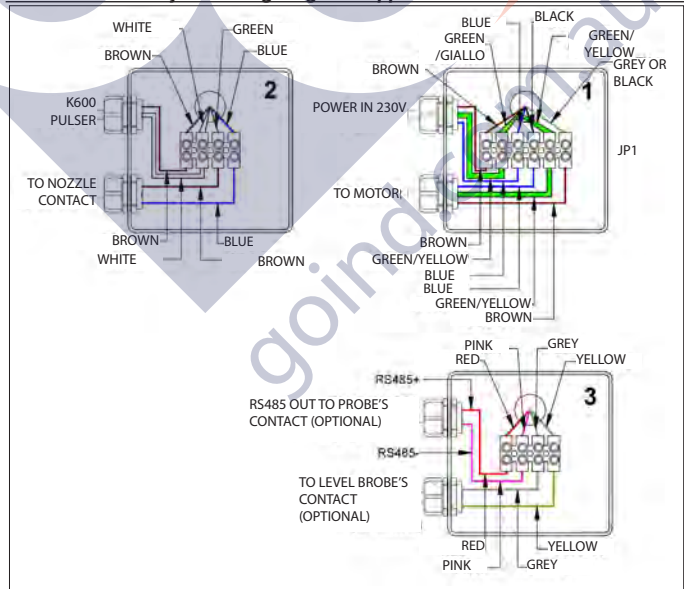 WHITE
GREEN
BROWN
BLUE
2
K600
PULSER
TO NOZZLE
CONTACT
BROWN
BLUE
WHITE
BROWN
BLUE
BLACK
GREEN
/GIALLO
GREEN/
YELLOW
BROWN
GREY OR
BLACK
1
POWER IN 230V
JP1
TO MOTOR
BROWN
GREEN/YELLOW
BLUE
BLUE
GREEN/YELLOW
BROWN
PINK
GREY
RED
YELLOW
3
RS485+
RS485 OUT TO PROBE'S
CONTACT (OPTIONAL)
RS485-
TO LEVEL BROBE'S
CONTACT
(OPTIONAL)
RED
YELLOW
PINK
GREY
goind.com.au